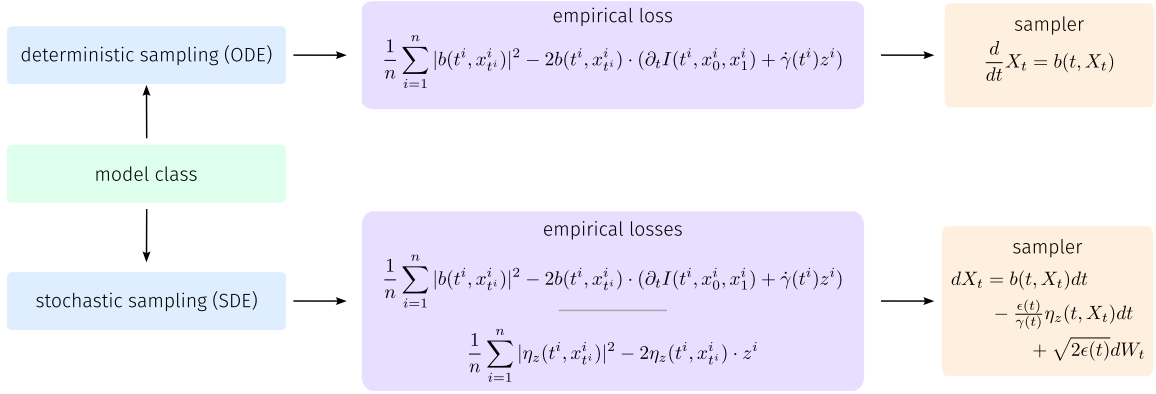 deterministic sampling (ODE)
empirical loss
$\frac{1}{n}\sum_{i=1}^{n} |b(t^i, x^i_{t^i})|^2 - 2b(t^i, x^i_{t^i}) \cdot (\partial_t I(t^i, x^i_0, x^i_1) + \dot{\gamma}(t^i)z^i)$
sampler
$\frac{d}{dt}X_t = b(t, X_t)$
model class
stochastic sampling (SDE)
empirical losses
$\frac{1}{n}\sum_{i=1}^{n} |b(t^i, x^i_{t^i})|^2 - 2b(t^i, x^i_{t^i}) \cdot (\partial_t I(t^i, x^i_0, x^i_1) + \dot{\gamma}(t^i)z^i)$
$\frac{1}{n}\sum_{i=1}^{n} |\eta_z(t^i, x^i_{t^i})|^2 - 2\eta_z(t^i, x^i_{t^i}) \cdot z^i$
sampler
$dX_t = b(t, X_t)dt$
$- \frac{\epsilon(t)}{\gamma(t)}\eta_z(t, X_t)dt$
$+ \sqrt{2\epsilon(t)}dW_t$